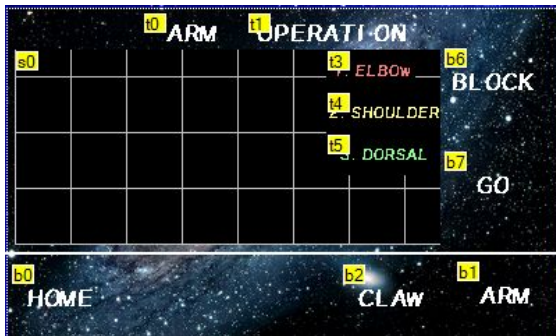 t0 ARM t1 OPERATION
s0
t3 1. ELBOW
t4 2. SHOULDER
t5 3. DORSAL
b6 BLOCK
b7 GO
b0 HOME
b2 CLAW
b1 ARM